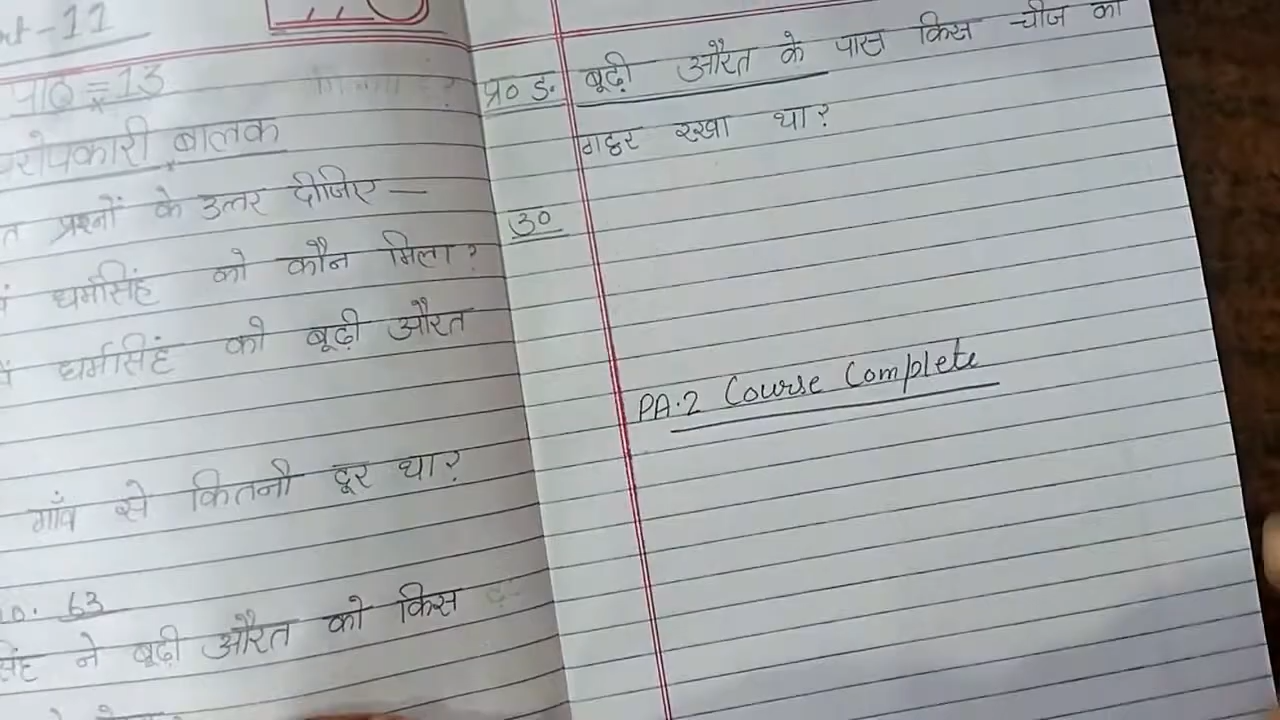 - 11
पाठ = 13
परोपकारी बालक
प्रश्नों के उत्तर दीजिए —
धर्मसिंह को कौन मिला?
धर्मसिंह को बूढ़ी औरत
गाँव से कितनी दूर था?
63
ने बूढ़ी औरत को किस
प्र० ङ. बूढ़ी औरत के पास किस चीज का
गट्ठर रखा था?
उ०
PA.2 Course Complete